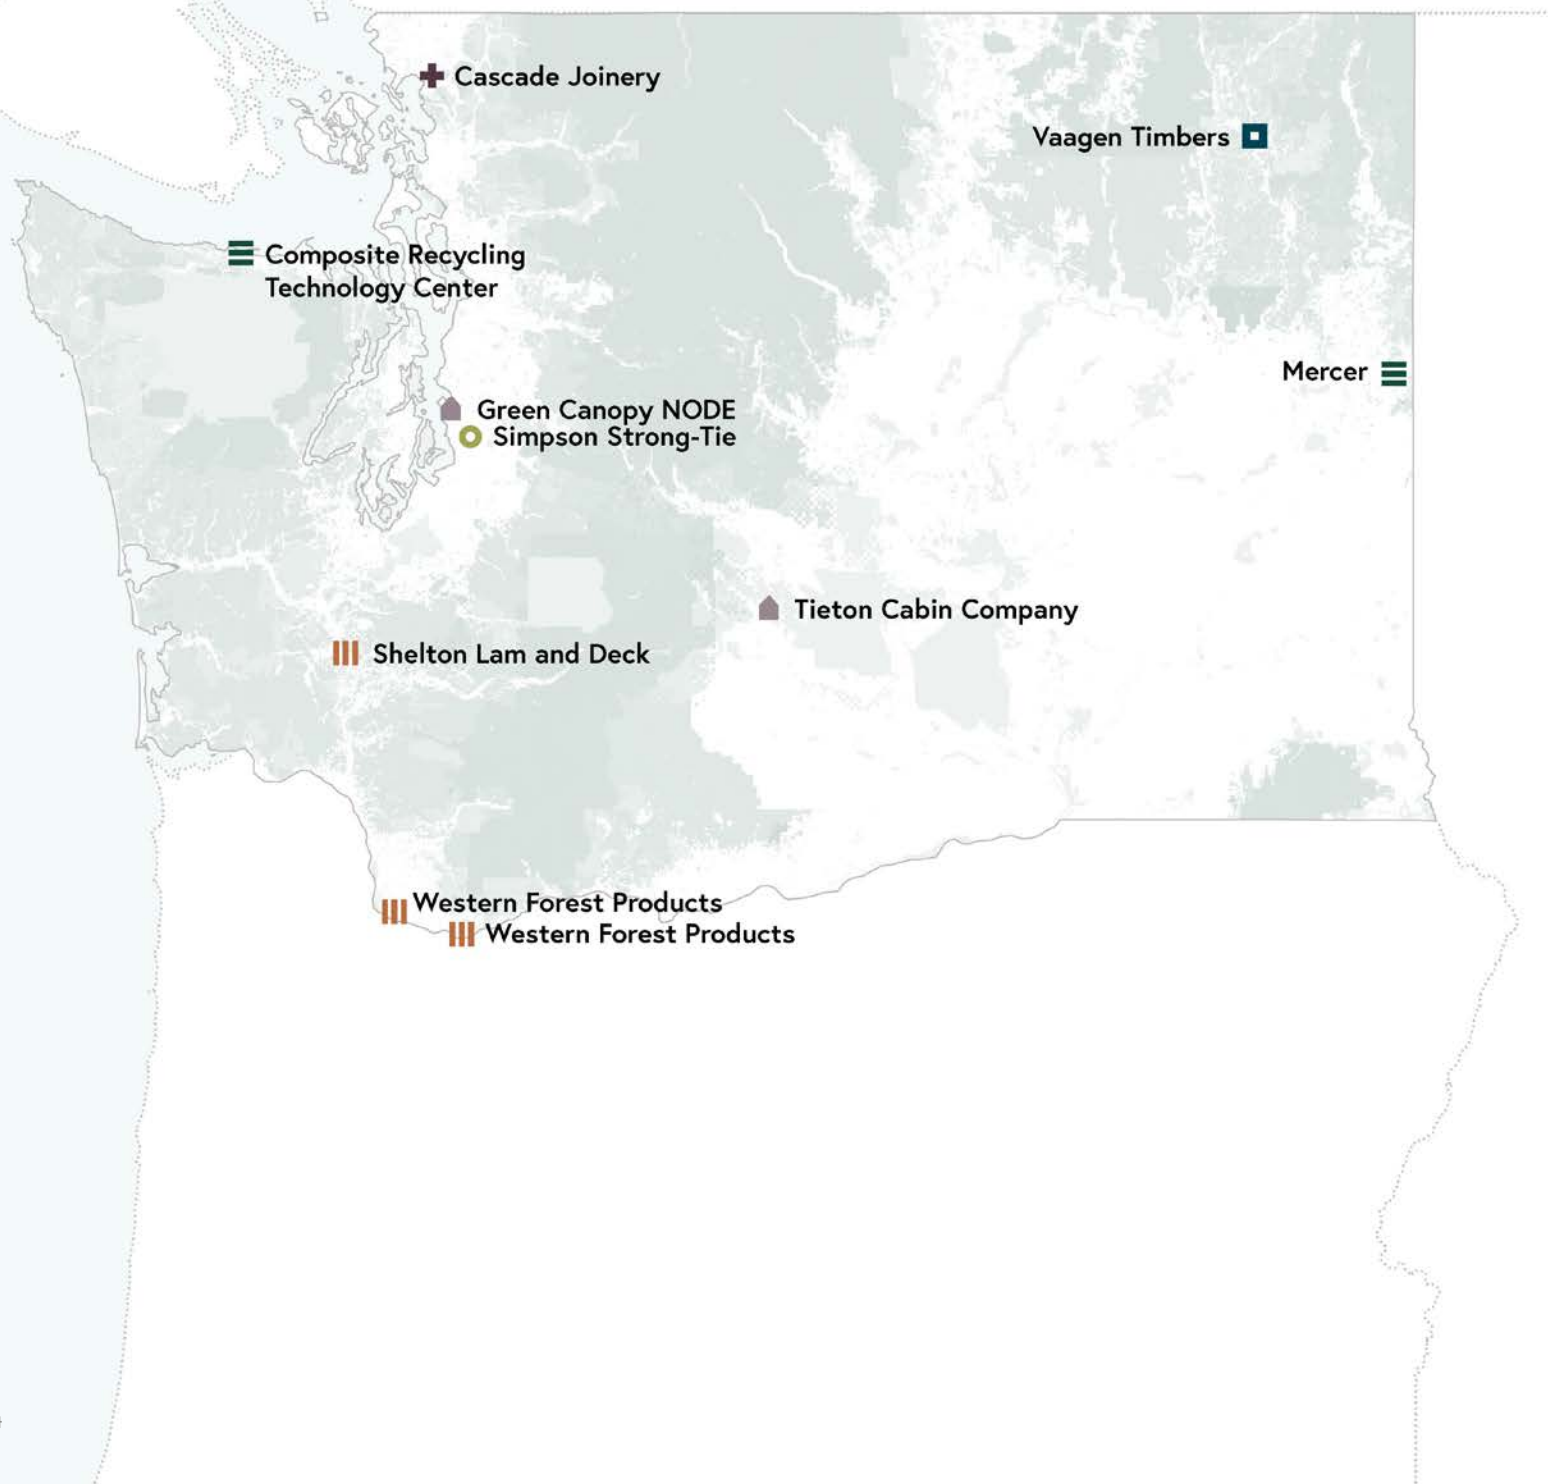 Cascade Joinery
Vaagen Timbers
Composite Recycling
Technology Center
Mercer
Green Canopy NODE
Simpson Strong-Tie
Tieton Cabin Company
Shelton Lam and Deck
Western Forest Products
Western Forest Products